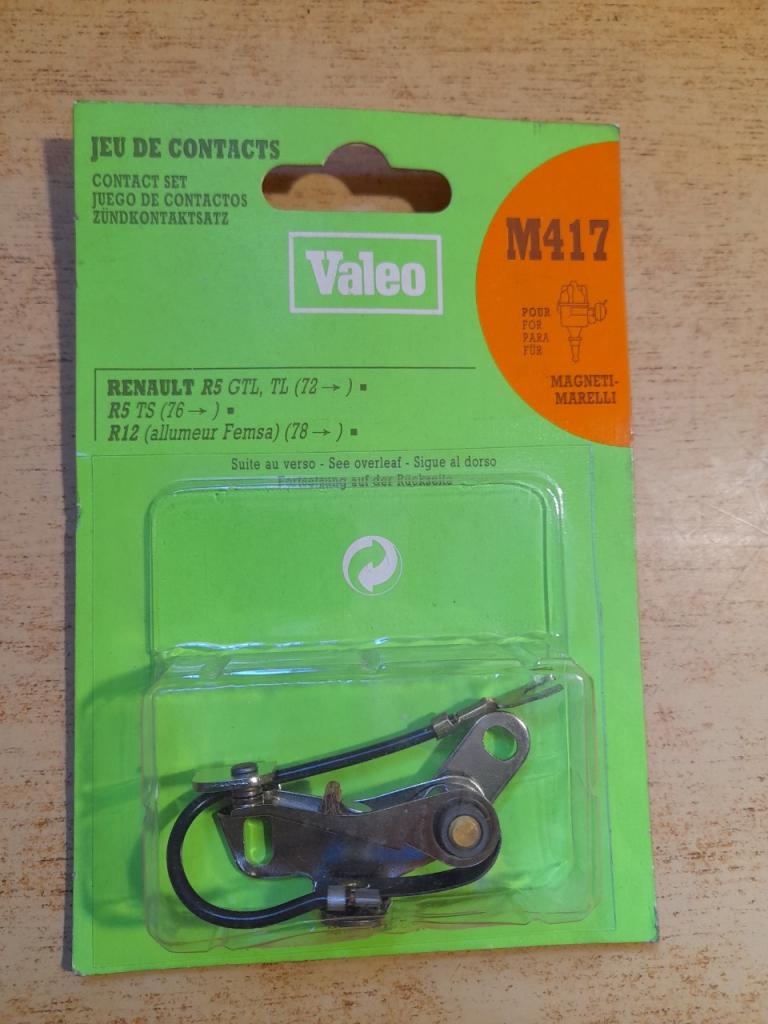 JEU DE CONTACTS
CONTACT SET
JUEGO DE CONTACTOS
ZÜNDKONTAKTSATZ
Valeo
M417
POUR
FOR
PARA
FÜR
MAGNETI-
MARELLI
RENAULT R5 GTL, TL (72→ ) ▪
R5 TS (76→ ) ▪
R12 (allumeur Femsa) (78→ ) ▪
Suite au verso - See overleaf - Sigue al dorso
Fortsetzung auf der Rückseite